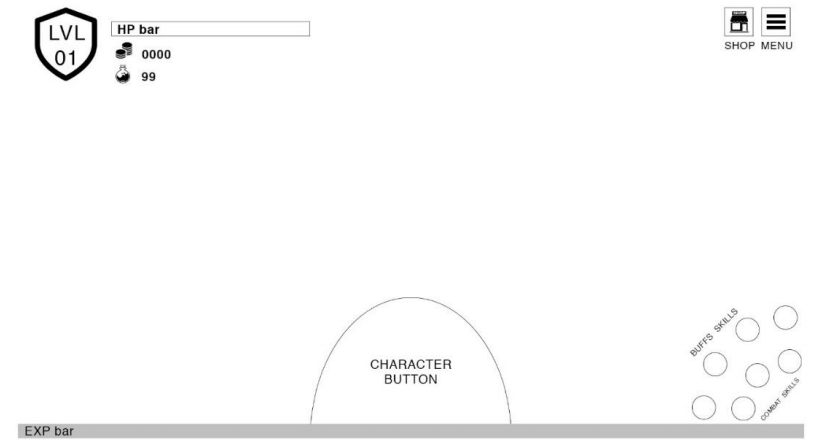 LVL
01
HP bar
0000
99
SHOP MENU
CHARACTER
BUTTON
BUFFS SKILLS
COMBAT SKILLS
EXP bar